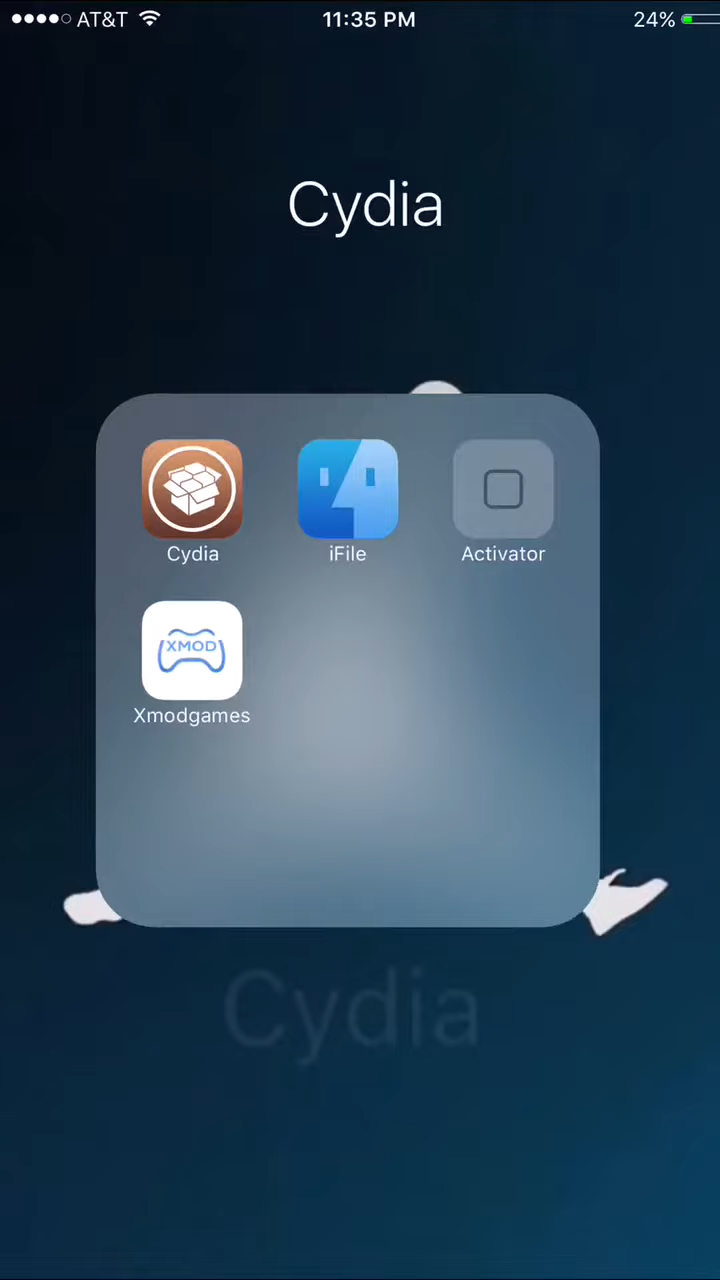 AT&T 11:35 PM 24%
Cydia
Cydia iFile Activator
XMOD
Xmodgames
Cydia